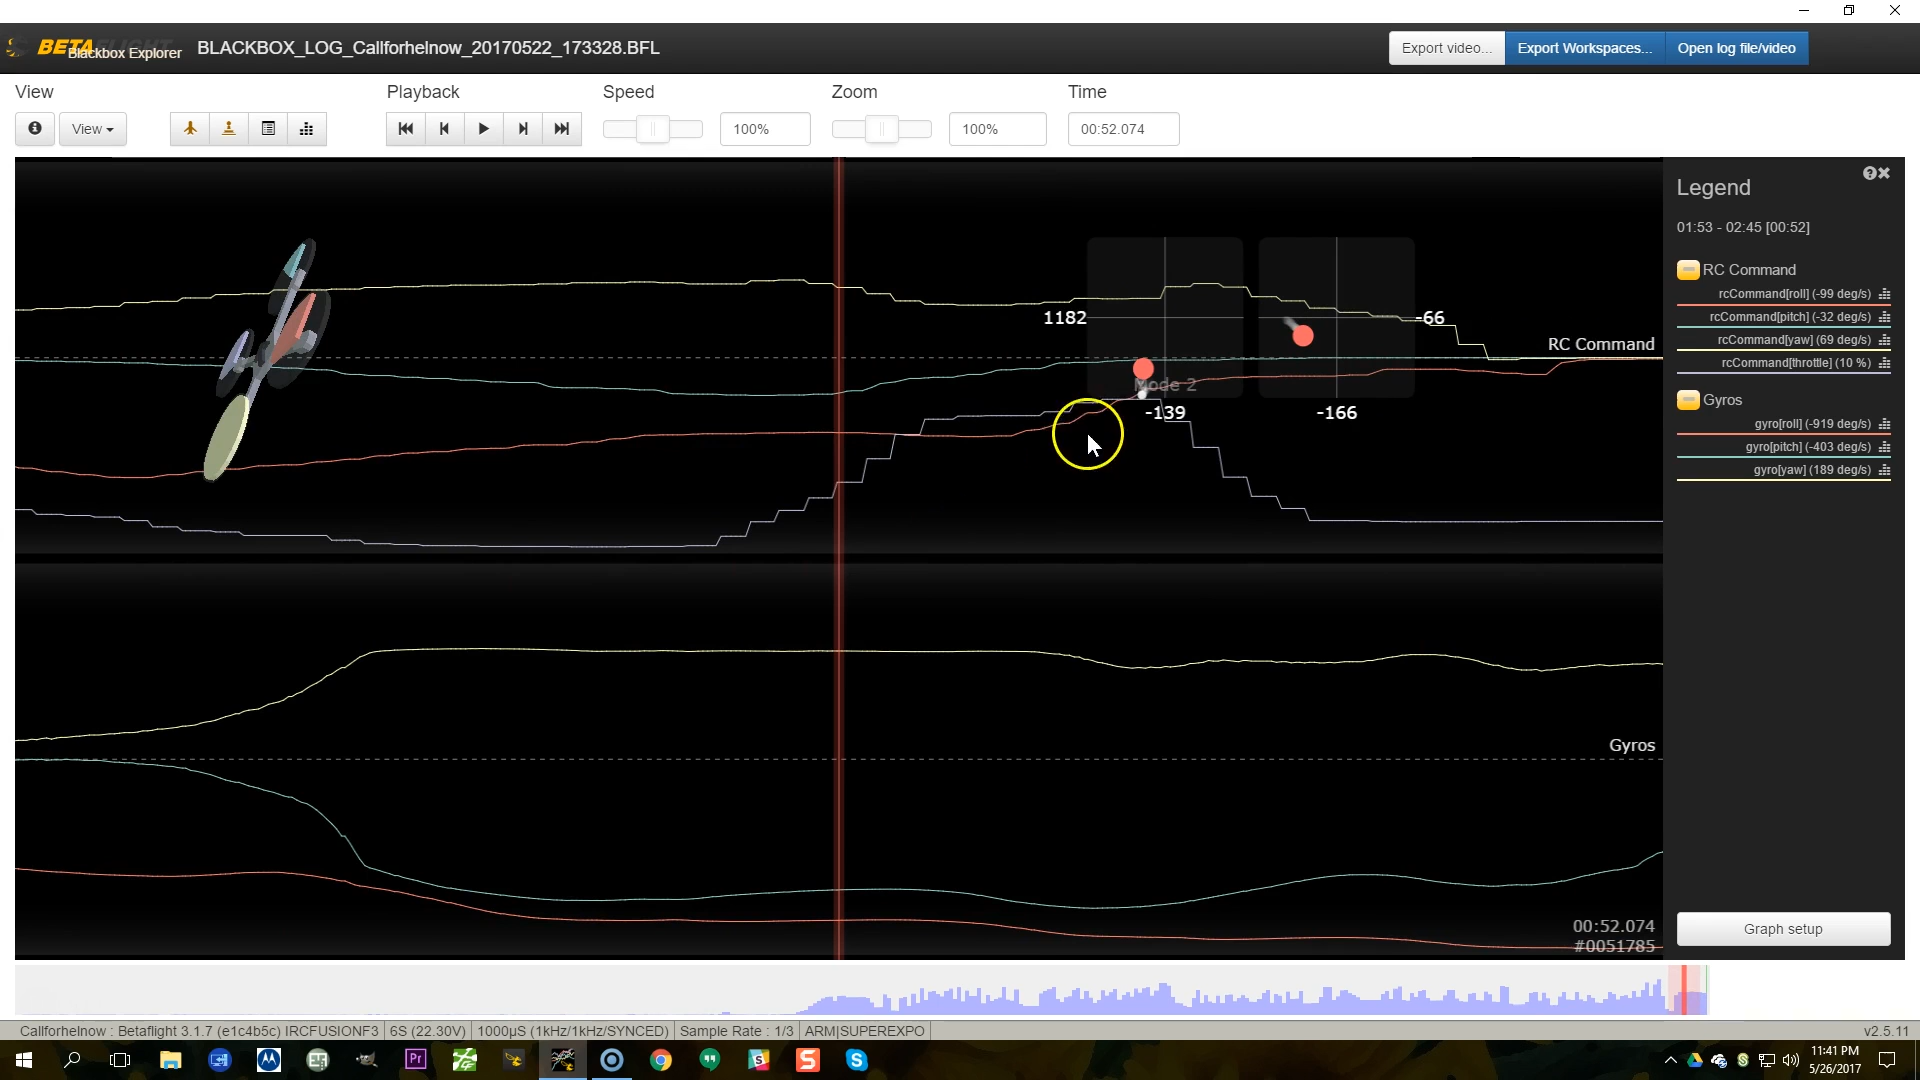 BETAFLIGHT
Blackbox Explorer
BLACKBOX_LOG_Callforhelnow_20170522_173328.BFL
Export video...
Export Workspaces...
Open log file/video
View
Playback
Speed
Zoom
Time
View
100%
100%
00:52.074
Legend
01:53 - 02:45 [00:52]
RC Command
rcCommand[roll] (-99 deg/s)
rcCommand[pitch] (-32 deg/s)
rcCommand[yaw] (69 deg/s)
rcCommand[throttle] (10 %)
Gyros
gyro[roll] (-919 deg/s)
gyro[pitch] (-403 deg/s)
gyro[yaw] (189 deg/s)
1182
-66
RC Command
Mode 2
-139
-166
Gyros
00:52.074
#0051785
Graph setup
Callforhelnow : Betaflight 3.1.7 (e1c4b5c) IRCFUSIONF3
6S (22.30V)
1000µS (1kHz/1kHz/SYNCED)
Sample Rate : 1/3
ARM|SUPEREXPO
v2.5.11
Pr
11:41 PM
5/26/2017